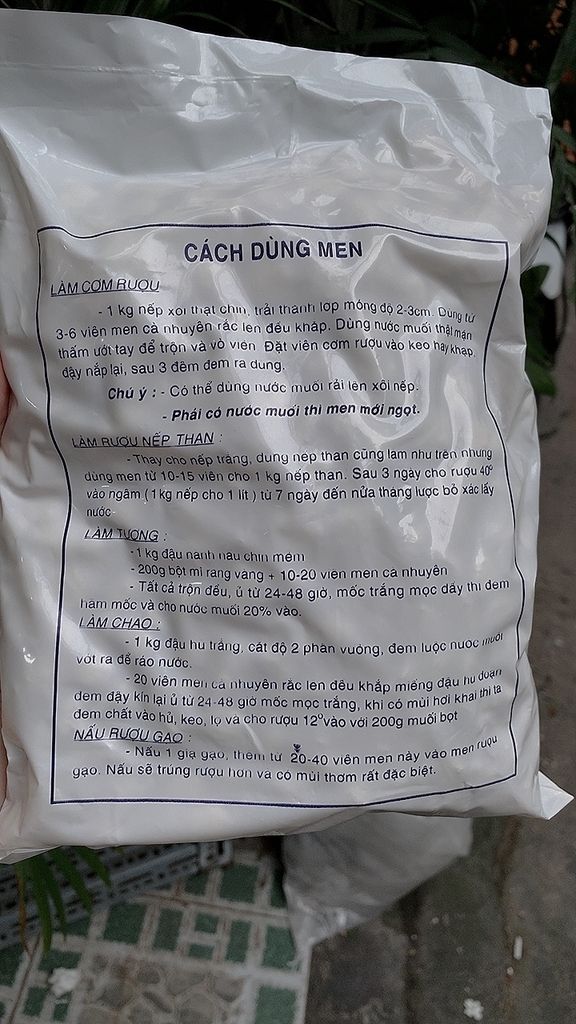 CÁCH DÙNG MEN
LÀM CƠM RƯỢU
- 1 kg nếp xôi thật chín, trải thành lớp mỏng độ 2-3cm. Dùng từ
3-6 viên men cà nhuyễn rắc lên đều khắp. Dùng nước muối thật mặn
thấm ướt tay để trộn và vò viên. Đặt viên cơm rượu vào keo hay khạp,
đậy nắp lại, sau 3 đêm đem ra dùng.
Chú ý : - Có thể dùng nước muối rải lên xôi nếp.
- Phải có nước muối thì men mới ngọt.
LÀM RƯỢU NẾP THAN :
- Thay cho nếp trắng, dùng nếp than cũng làm như trên nhưng
dùng men từ 10-15 viên cho 1 kg nếp than. Sau 3 ngày cho rượu 40°
vào ngâm (1kg nếp cho 1 lít) từ 7 ngày đến nửa tháng lược bỏ xác lấy
nước
LÀM TƯƠNG :
- 1 kg đậu nành nấu chín mềm
- 200g bột mì rang vàng + 10-20 viên men cà nhuyễn
- Tất cả trộn đều, ủ từ 24-48 giờ, mốc trắng mọc dầy thì đem
hãm mốc và cho nước muối 20% vào.
LÀM CHAO :
- 1 kg đậu hủ trắng, cắt độ 2 phân vuông, đem luộc nước muối
vớt ra để ráo nước.
- 20 viên men cà nhuyễn rắc lên đều khắp miếng đậu hủ đoạn
đem đậy kín lại ủ từ 24-48 giờ mốc mọc trắng, khi có mùi hơi khai thì ta
đem chất vào hủ, keo, lọ và cho rượu 12° vào với 200g muối bọt
NẤU RƯỢU GẠO :
- Nấu 1 giạ gạo, thêm từ 20-40 viên men này vào men rượu
gạo. Nấu sẽ trúng rượu hơn và có mùi thơm rất đặc biệt.